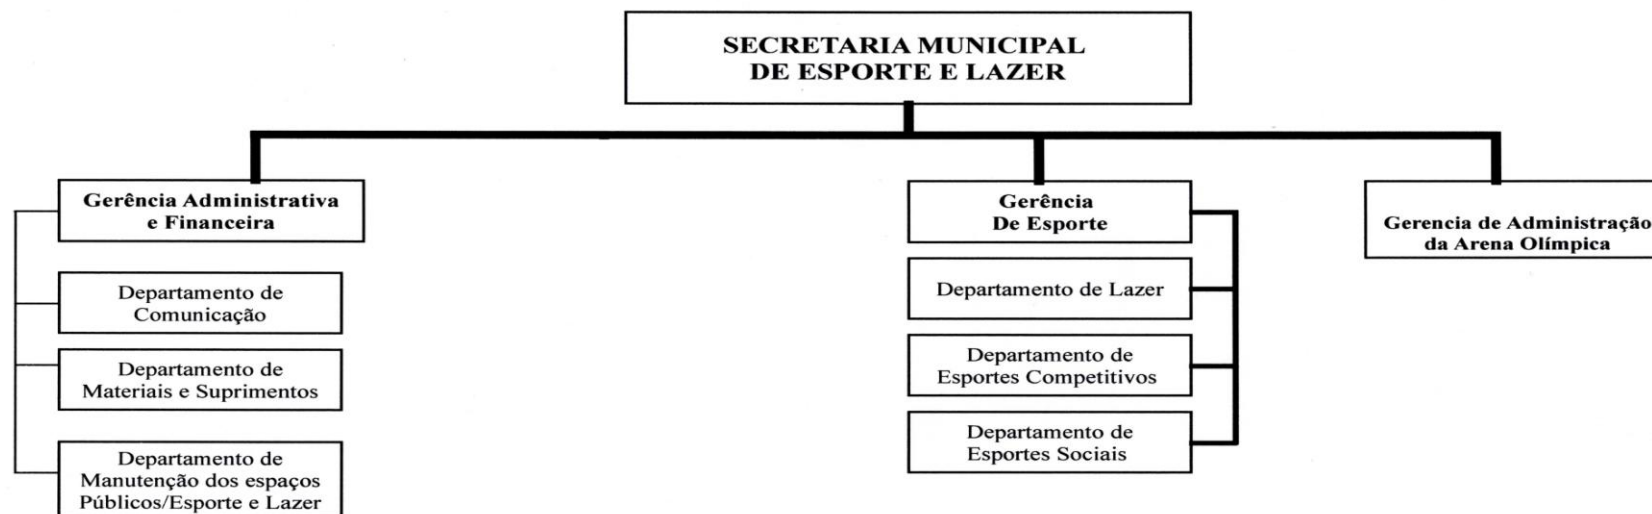 SECRETARIA MUNICIPAL
DE ESPORTE E LAZER
Gerência Administrativa
e Financeira
Departamento de
Comunicação
Departamento de
Materiais e Suprimentos
Departamento de
Manutenção dos espaços
Públicos/Esporte e Lazer
Gerência
De Esporte
Departamento de Lazer
Departamento de
Esportes Competitivos
Departamento de
Esportes Sociais
Gerencia de Administração
da Arena Olímpica